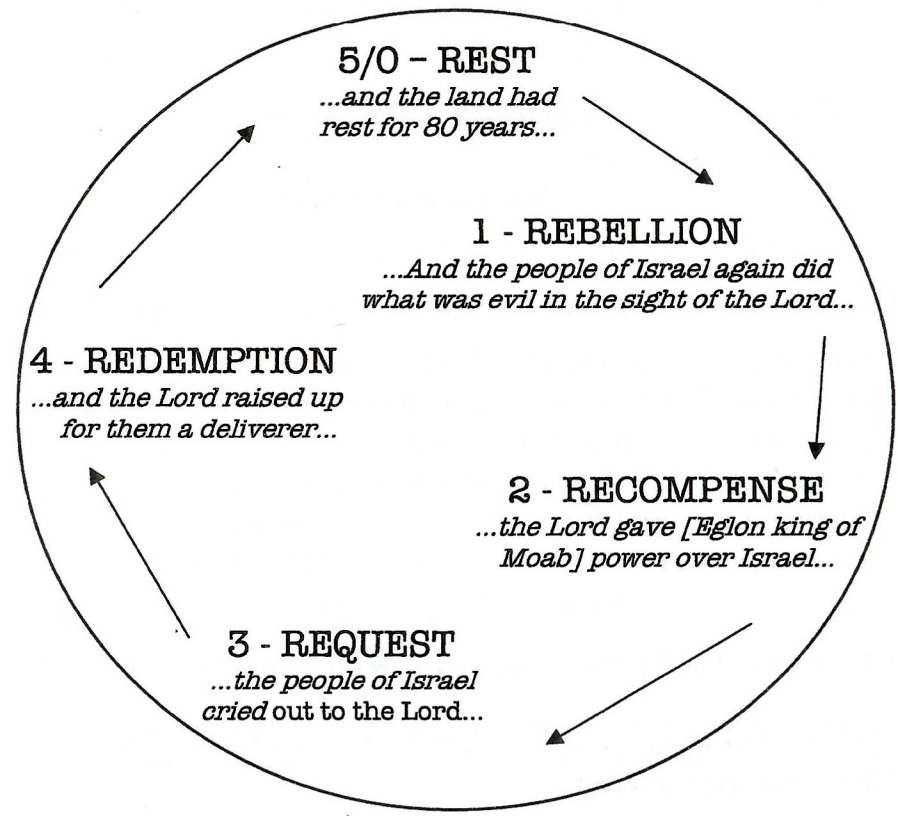 5/0 – REST
...and the land had
rest for 80 years...
1 - REBELLION
...And the people of Israel again did
what was evil in the sight of the Lord...
2 - RECOMPENSE
...the Lord gave [Eglon king of
Moab] power over Israel...
3 - REQUEST
...the people of Israel
cried out to the Lord...
4 - REDEMPTION
...and the Lord raised up
for them a deliverer...